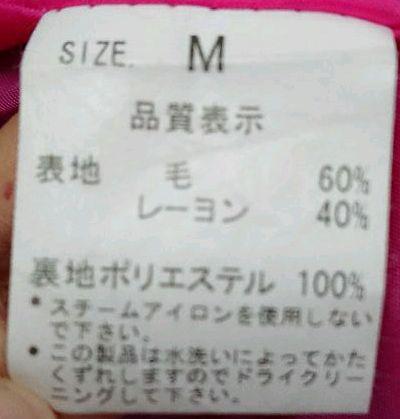 SIZE. M
品質表示
表地 毛 60%
レーヨン 40%
裏地ポリエステル 100%
・スチームアイロンを使用しない
で下さい。
・この製品は水洗いによってかた
くずれしますのでドライクリー
ニングして下さい。